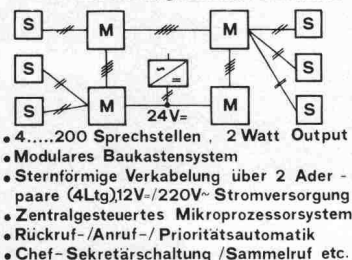 S M M S
S S
24V=
S M M S
• 4.....200 Sprechstellen , 2 Watt Output
• Modulares Baukastensystem
• Sternförmige Verkabelung über 2 Ader-
paare (4Ltg),12V=/220V~ Stromversorgung
• Zentralgesteuertes Mikroprozessorsystem
• Rückruf-/Anruf-/ Prioritätsautomatik
• Chef-Sekretärschaltung /Sammelruf etc.